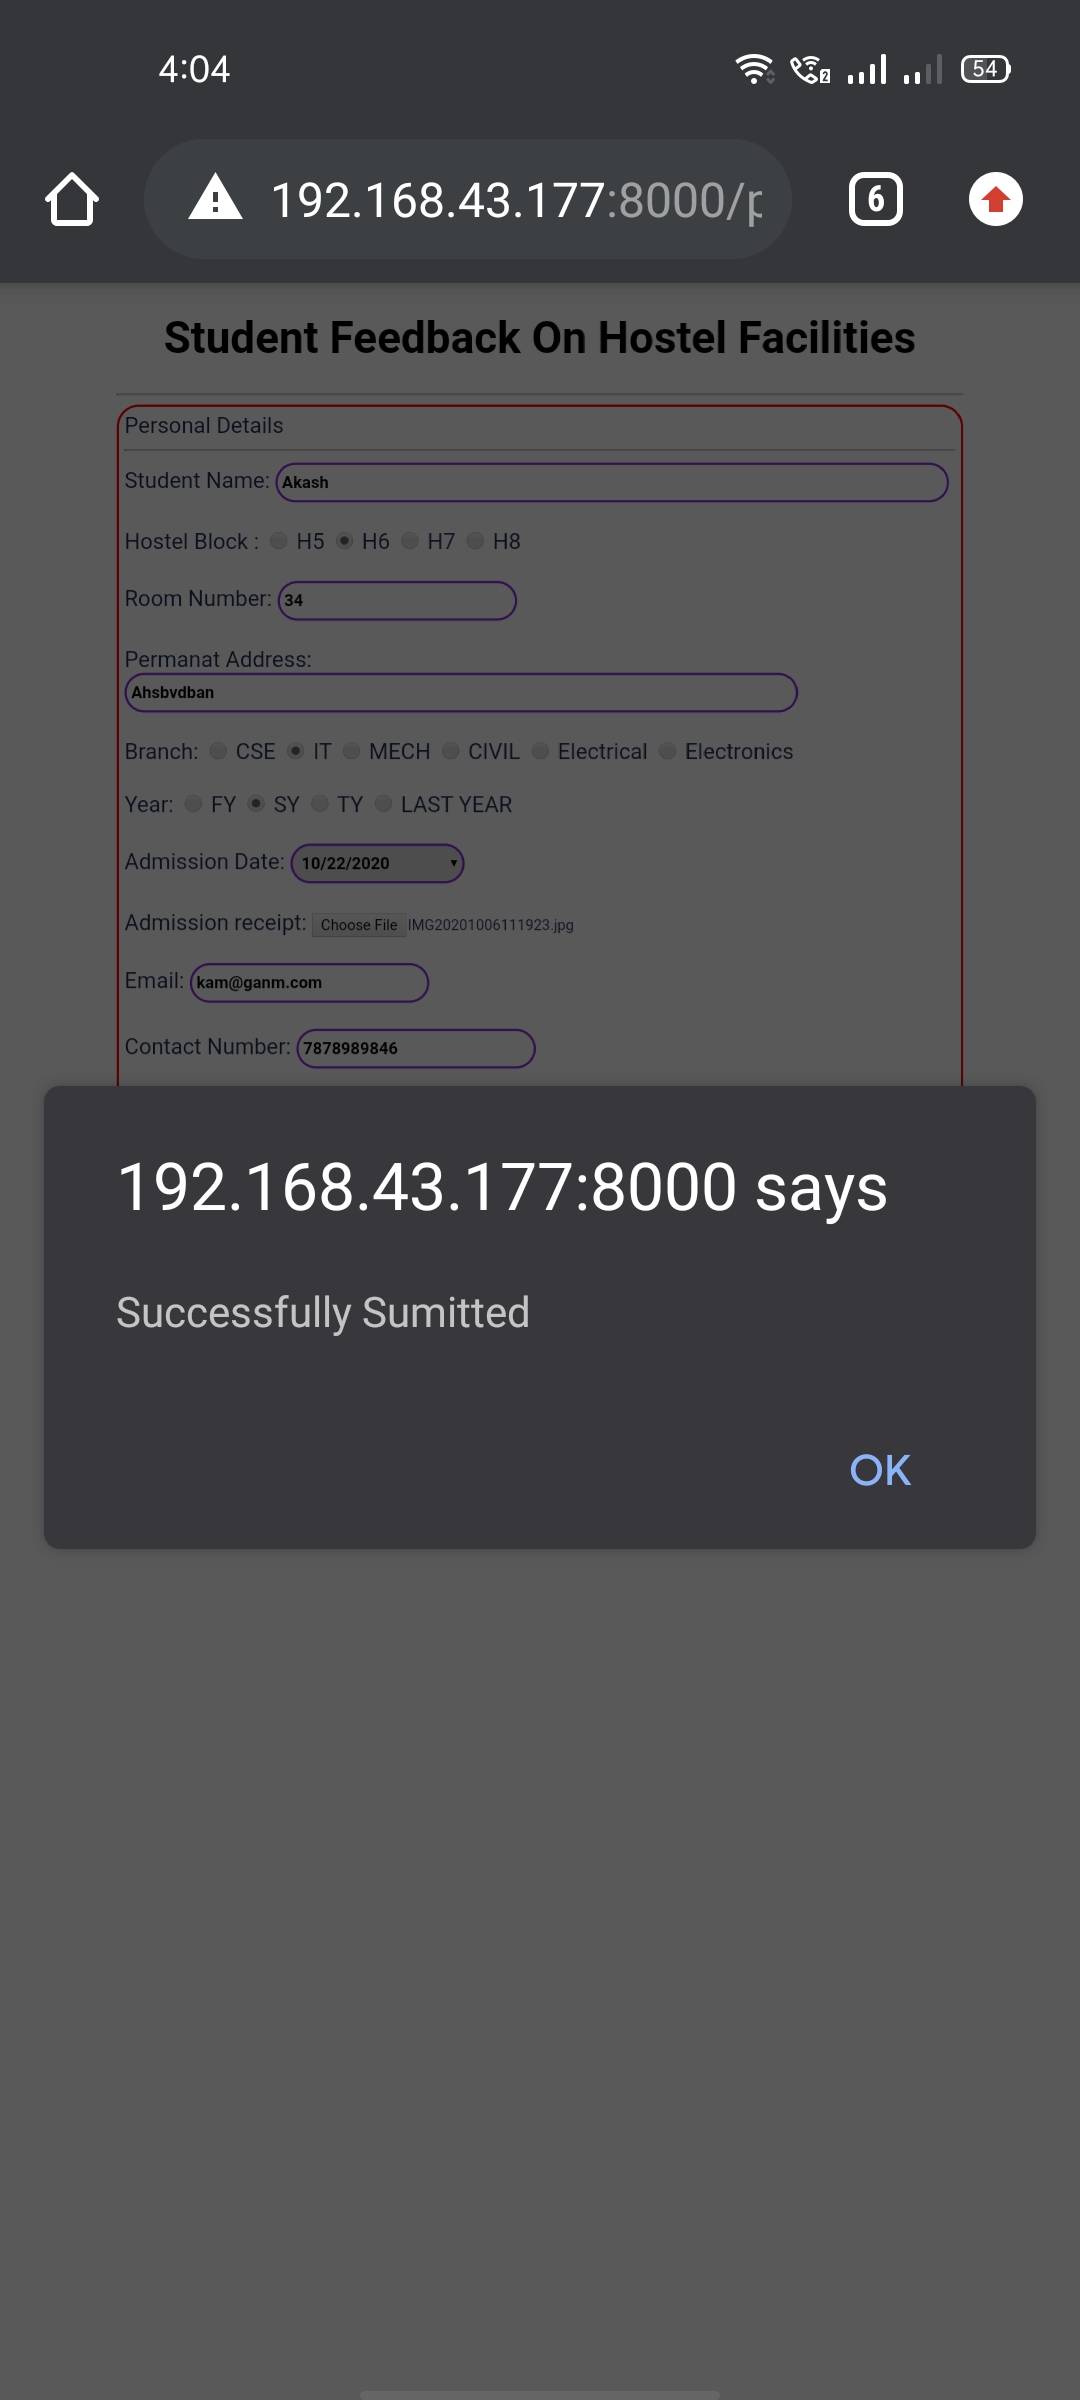 4:04
2
54
192.168.43.177:8000/p
6
Student Feedback On Hostel Facilities
Personal Details
Student Name: Akash
Hostel Block : H5 H6 H7 H8
Room Number: 34
Permanat Address:
Ahsbvdban
Branch: CSE IT MECH CIVIL Electrical Electronics
Year: FY SY TY LAST YEAR
Admission Date: 10/22/2020
Admission receipt: Choose File IMG20201006111923.jpg
Email: kam@ganm.com
Contact Number: 7878989846
192.168.43.177:8000 says
Successfully Sumitted
OK